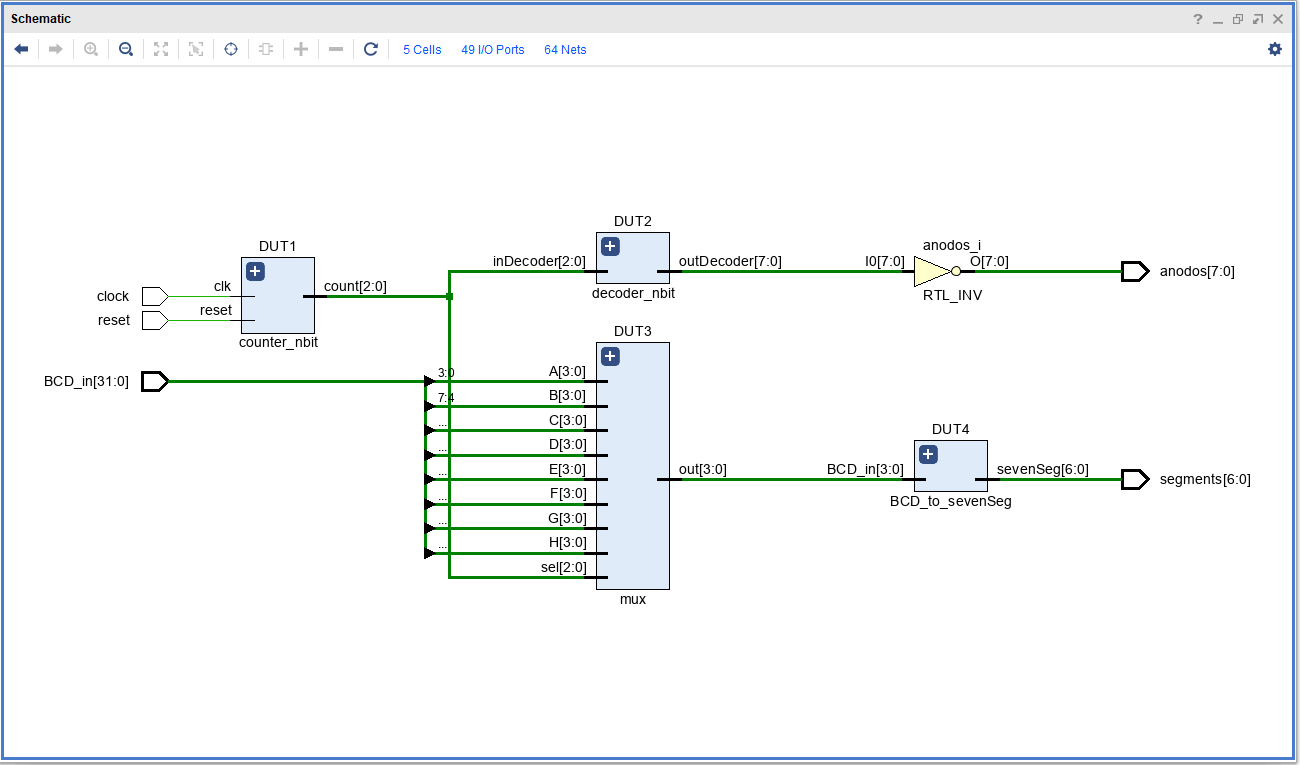 Schematic
5 Cells 49 I/O Ports 64 Nets
DUT2
inDecoder[2:0] outDecoder[7:0]
decoder_nbit
anodos_i
I0[7:0] O[7:0]
RTL_INV
anodos[7:0]
DUT1
clock clk count[2:0]
reset reset
counter_nbit
DUT3
BCD_in[31:0]
3:0 A[3:0]
7:4 B[3:0]
... C[3:0]
... D[3:0]
... E[3:0]
... F[3:0]
... G[3:0]
... H[3:0]
sel[2:0]
out[3:0]
mux
DUT4
BCD_in[3:0] sevenSeg[6:0]
BCD_to_sevenSeg
segments[6:0]